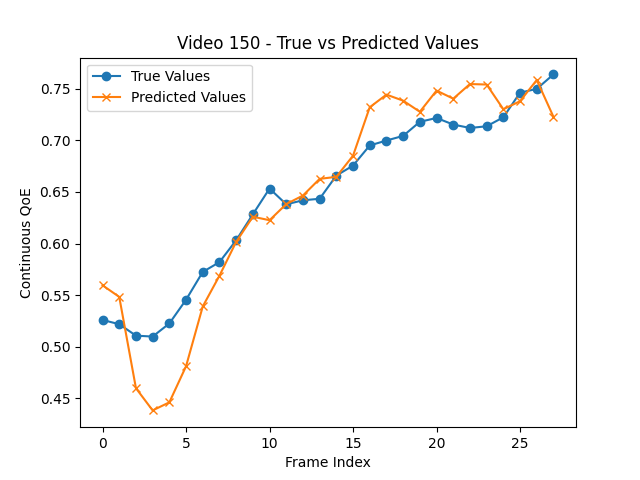 Video 150 - True vs Predicted Values
True Values
Predicted Values
Continuous QoE
0.75
0.70
0.65
0.60
0.55
0.50
0.45
0 5 10 15 20 25
Frame Index